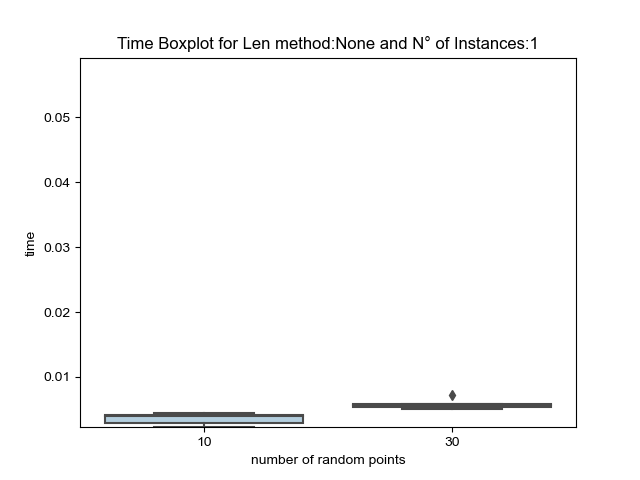 Time Boxplot for Len method:None and N° of Instances:1
0.05
0.04
0.03
0.02
0.01
time
10
30
number of random points